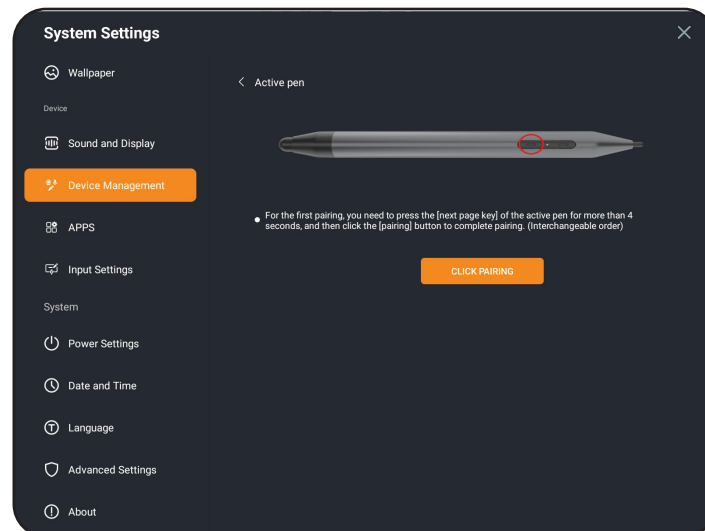 System Settings
Wallpaper
Device
Sound and Display
Device Management
APPS
Input Settings
System
Power Settings
Date and Time
Language
Advanced Settings
About
Active pen
For the first pairing, you need to press the [next page key] of the active pen for more than 4
seconds, and then click the [pairing] button to complete pairing. (Interchangeable order)
CLICK PAIRING